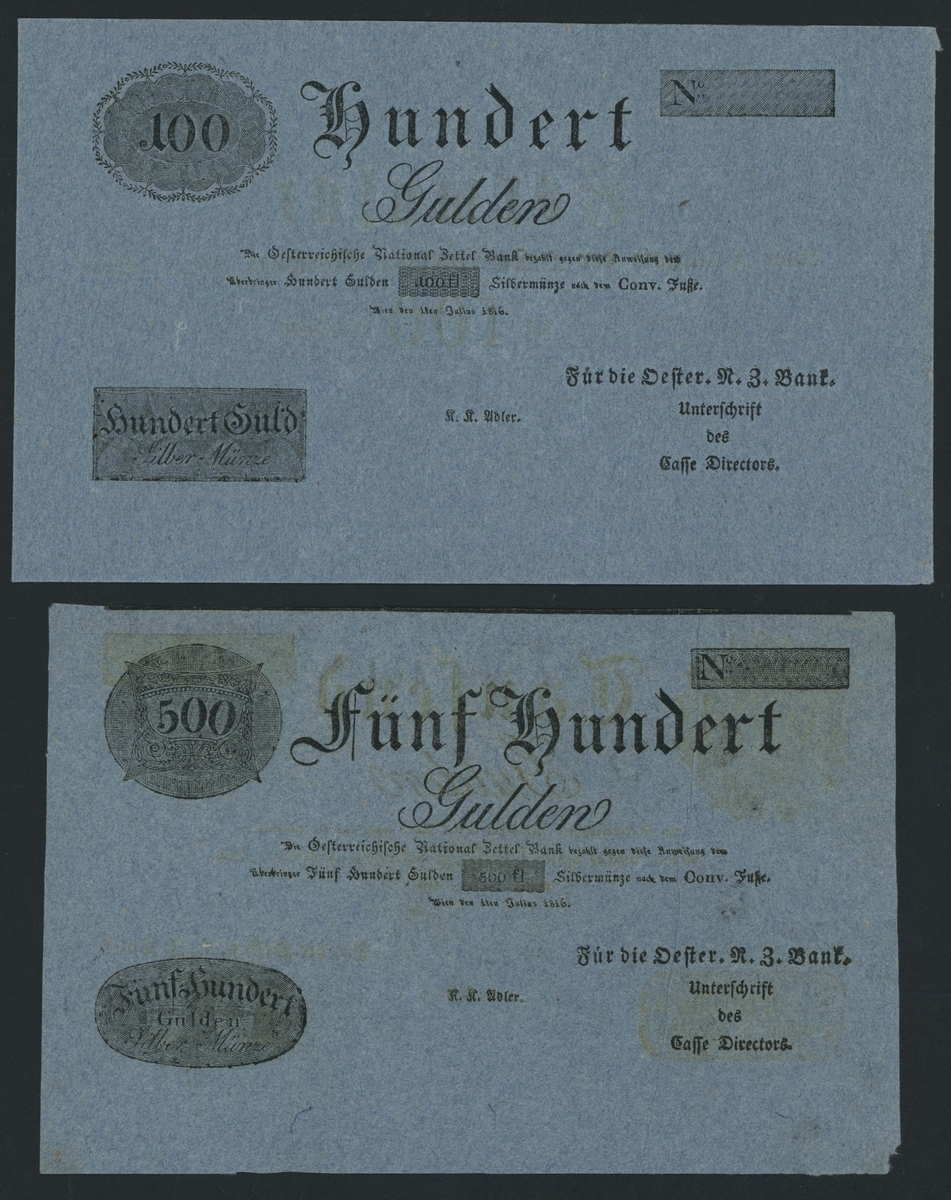 100
Hundert
Nº
Gulden
Die Oesterreichische National Zettel Bank bezahlt gegen diese Anweisung dem
Überbringer Hundert Gulden 100 fl Silbermünze nach dem Conv. Fuße.
Wien den 1ten Julius 1816.
Für die Oester. N. Z. Bank.
Hundert Guld
Silber-Münze
K. K. Adler.
Unterschrift
des
Casse Directors.
500
Fünf Hundert
Nº
Gulden
Die Oesterreichische National Zettel Bank bezahlt gegen diese Anweisung dem
Überbringer Fünf Hundert Gulden 500 fl. Silbermünze nach dem Conv. Fuße.
Wien den 1ten Julius 1816.
Für die Oester. N. Z. Bank.
Fünf Hundert
Gulden
Silber-Münze
K. K. Adler.
Unterschrift
des
Casse Directors.